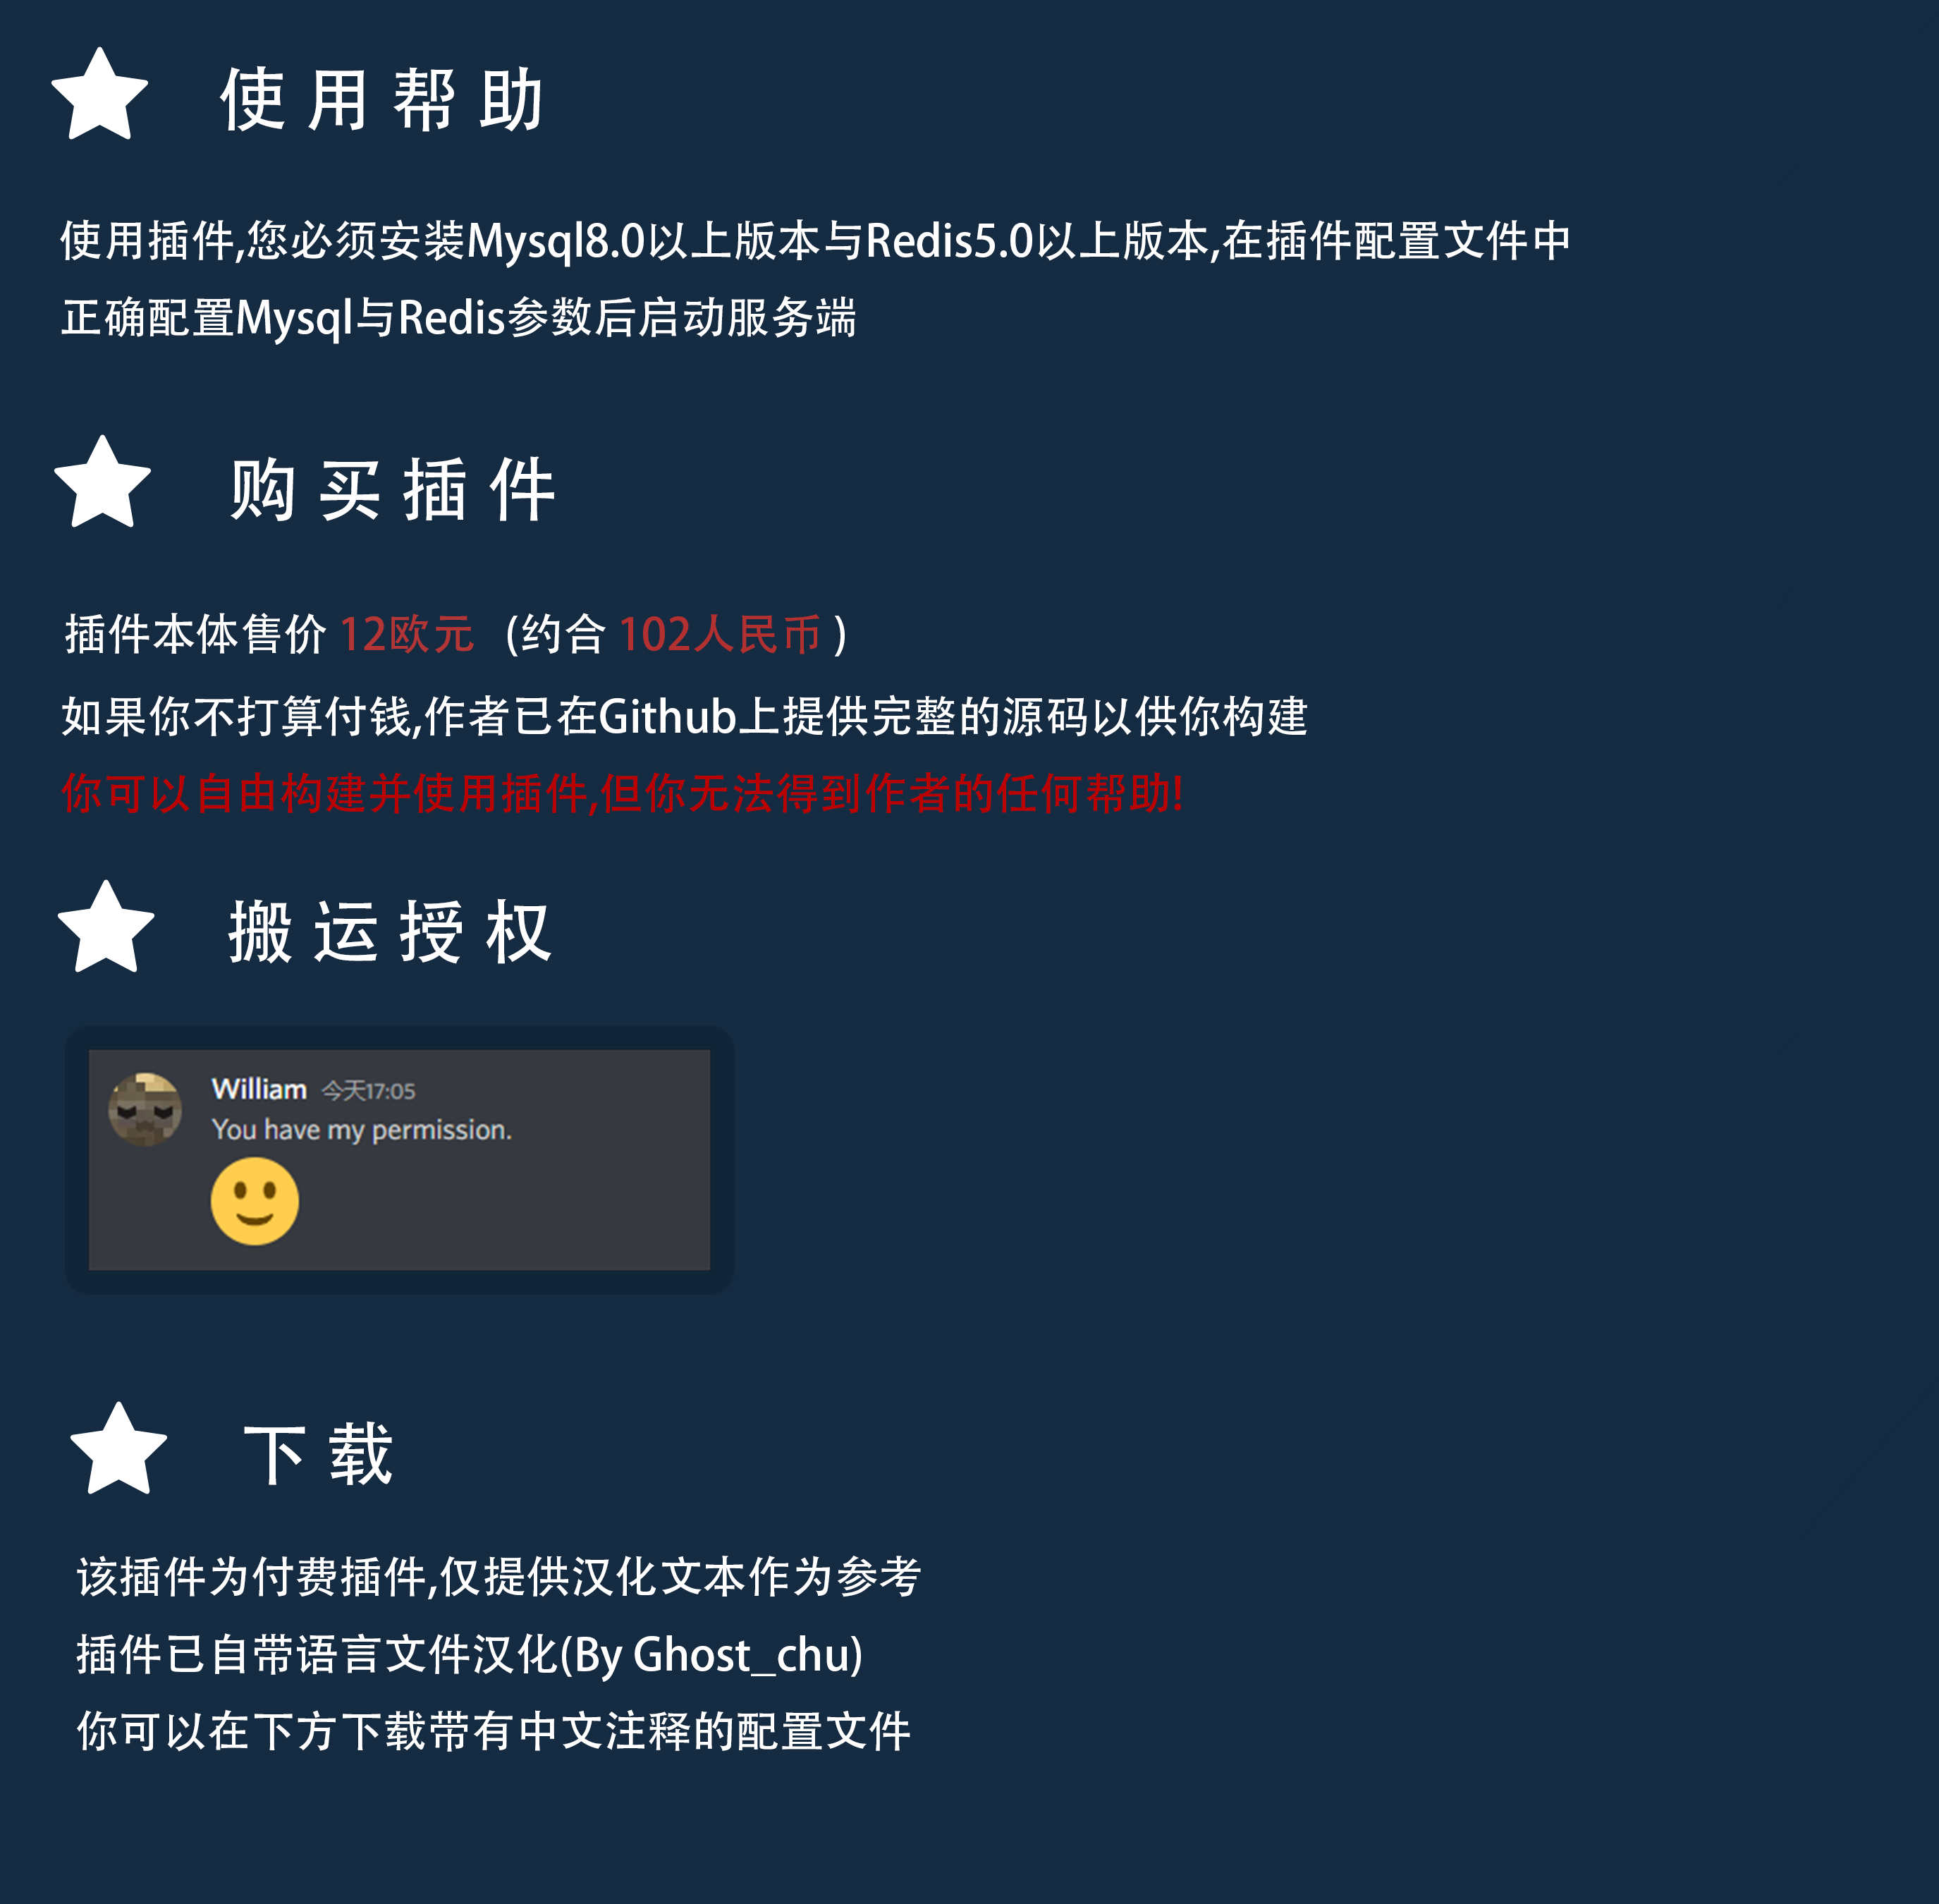 使用帮助
使用插件,您必须安装Mysql8.0以上版本与Redis5.0以上版本,在插件配置文件中
正确配置Mysql与Redis参数后启动服务端
购买插件
插件本体售价 12欧元 (约合 102人民币 )
如果你不打算付钱,作者已在Github上提供完整的源码以供你构建
你可以自由构建并使用插件,但你无法得到作者的任何帮助!
搬运授权
William 今天17:05
You have my permission.
下载
该插件为付费插件,仅提供汉化文本作为参考
插件已自带语言文件汉化(By Ghost_chu)
你可以在下方下载带有中文注释的配置文件